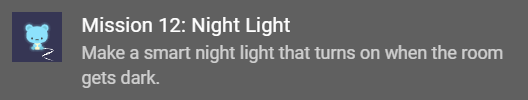 Mission 12: Night Light
Make a smart night light that turns on when the room
gets dark.